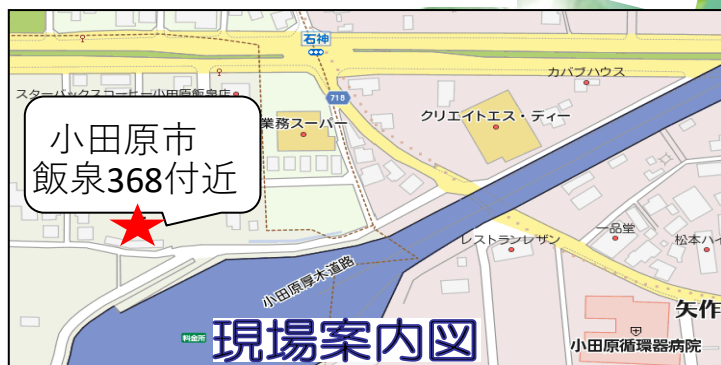 石神
カバブハウス
スターバックスコーヒー小田原飯泉店
718
業務スーパー
クリエイトエス・ディー
小田原市
飯泉368付近
レストランレザン
一品堂
松本ハイ
小田原厚木道路
矢作
料金所
現場案内図
小田原循環器病院